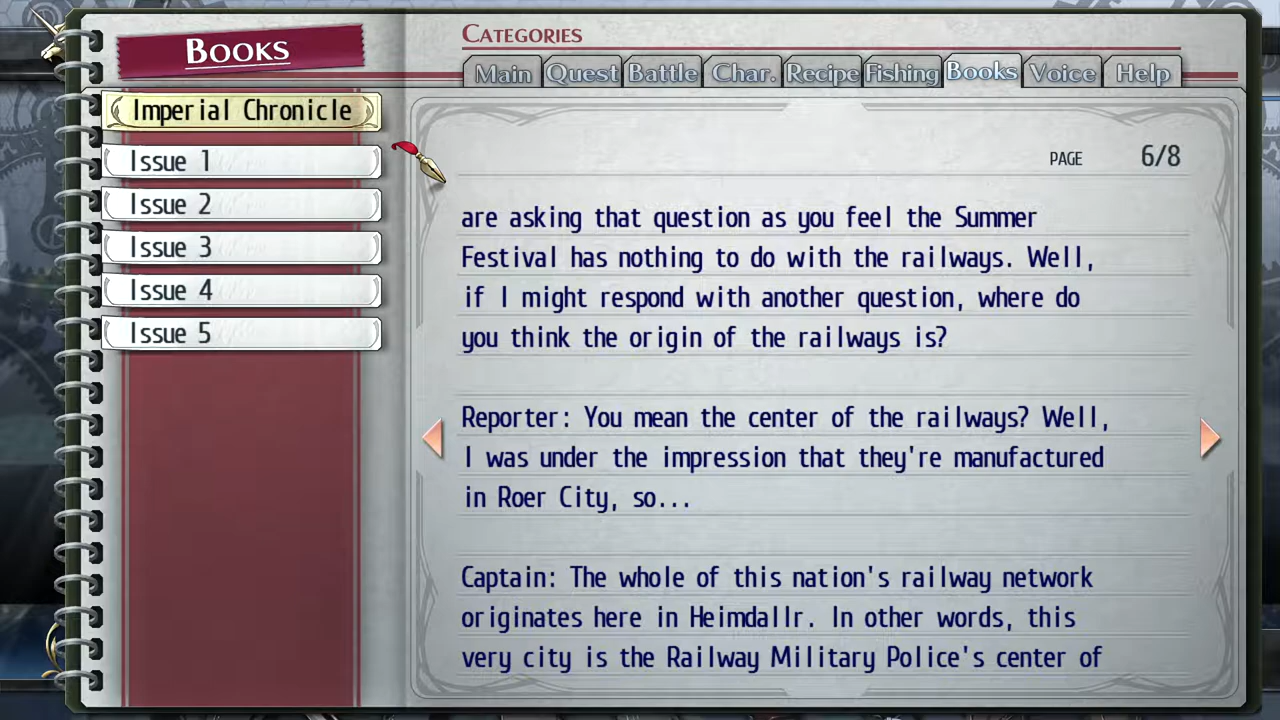 Books
Categories
Main Quest Battle Char. Recipe Fishing Books Voice Help
Imperial Chronicle
Issue 1
Issue 2
Issue 3
Issue 4
Issue 5
PAGE 6/8
are asking that question as you feel the Summer
Festival has nothing to do with the railways. Well,
if I might respond with another question, where do
you think the origin of the railways is?
Reporter: You mean the center of the railways? Well,
I was under the impression that they're manufactured
in Roer City, so...
Captain: The whole of this nation's railway network
originates here in Heimdallr. In other words, this
very city is the Railway Military Police's center of